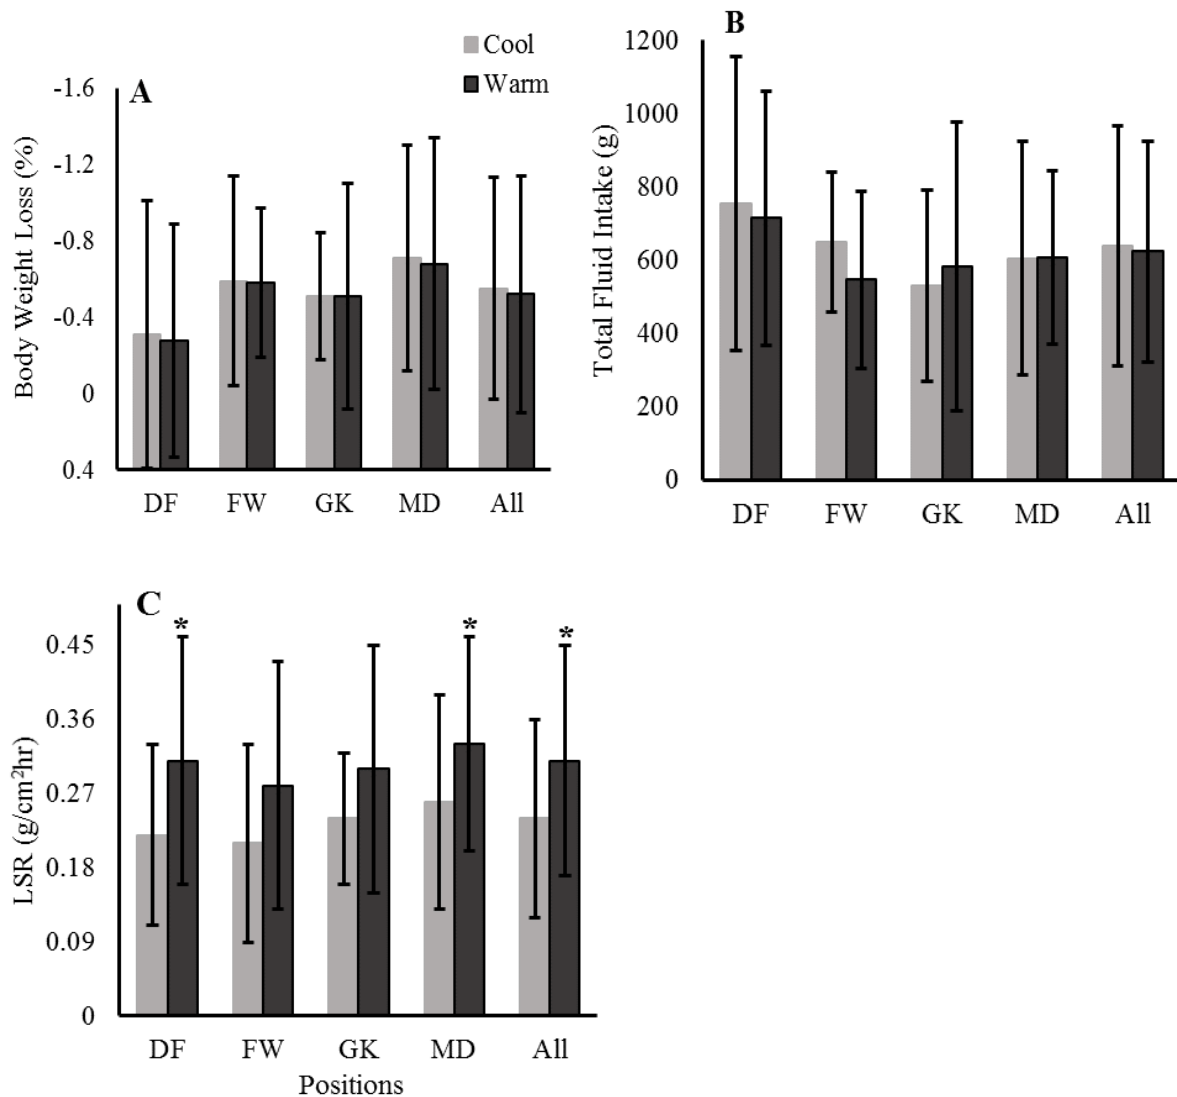 A
Cool
Warm
Body Weight Loss (%)
-1.6
-1.2
-0.8
-0.4
0
0.4
DF FW GK MD All
B
Total Fluid Intake (g)
1200
1000
800
600
400
200
0
DF FW GK MD All
C
LSR (g/cm²hr)
0.45
0.36
0.27
0.18
0.09
0
* * *
DF FW GK MD All
Positions